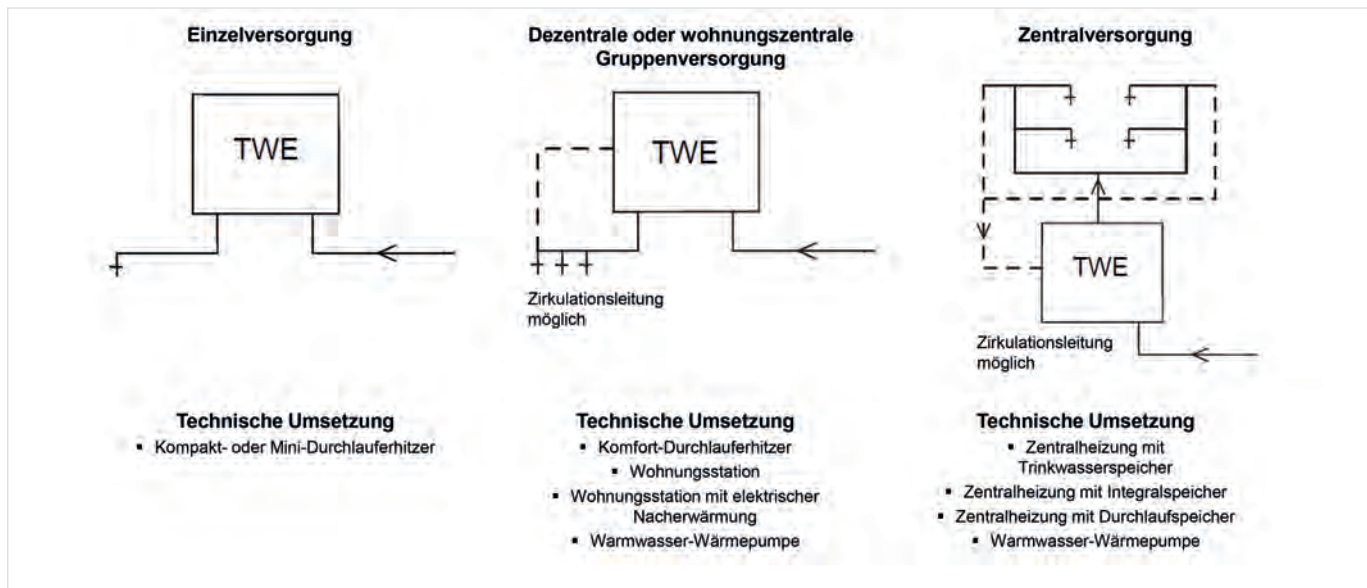 Einzelversorgung
TWE
Technische Umsetzung
▪ Kompakt- oder Mini-Durchlauferhitzer
Dezentrale oder wohnungszentrale
Gruppenversorgung
TWE
Zirkulationsleitung
möglich
Technische Umsetzung
▪ Komfort-Durchlauferhitzer
▪ Wohnungsstation
▪ Wohnungsstation mit elektrischer
Nacherwärmung
▪ Warmwasser-Wärmepumpe
Zentralversorgung
TWE
Zirkulationsleitung
möglich
Technische Umsetzung
▪ Zentralheizung mit
Trinkwasserspeicher
▪ Zentralheizung mit Integralspeicher
▪ Zentralheizung mit Durchlaufspeicher
▪ Warmwasser-Wärmepumpe